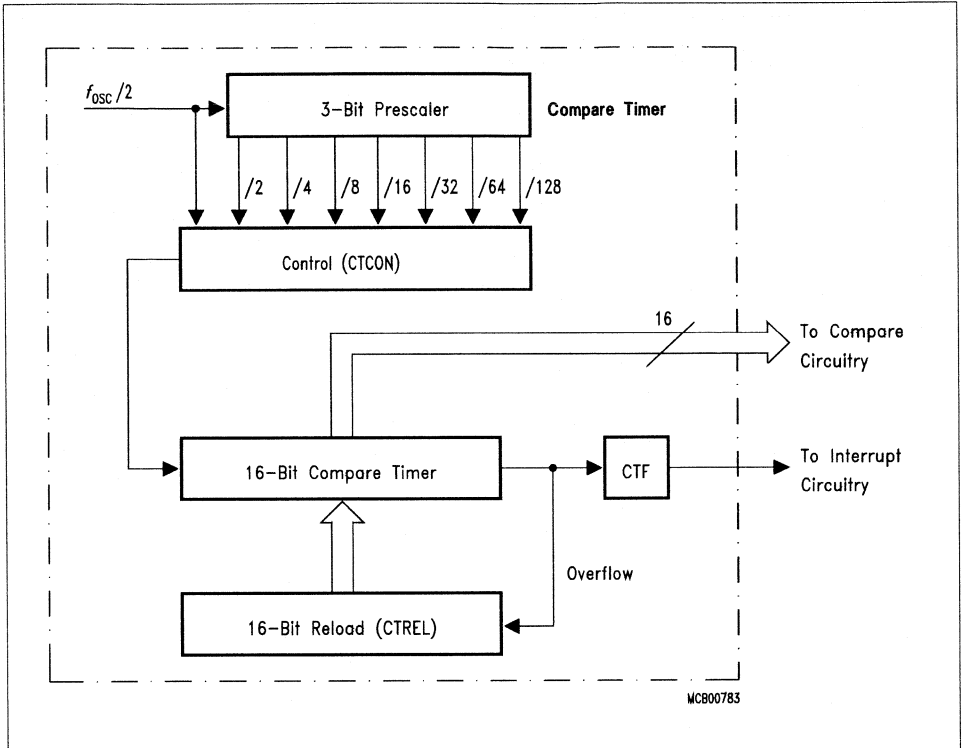 fOSC/2
3-Bit Prescaler
Compare Timer
/2
/4
/8
/16
/32
/64
/128
Control (CTCON)
16
To Compare
Circuitry
16-Bit Compare Timer
CTF
To Interrupt
Circuitry
Overflow
16-Bit Reload (CTREL)
MCB00783